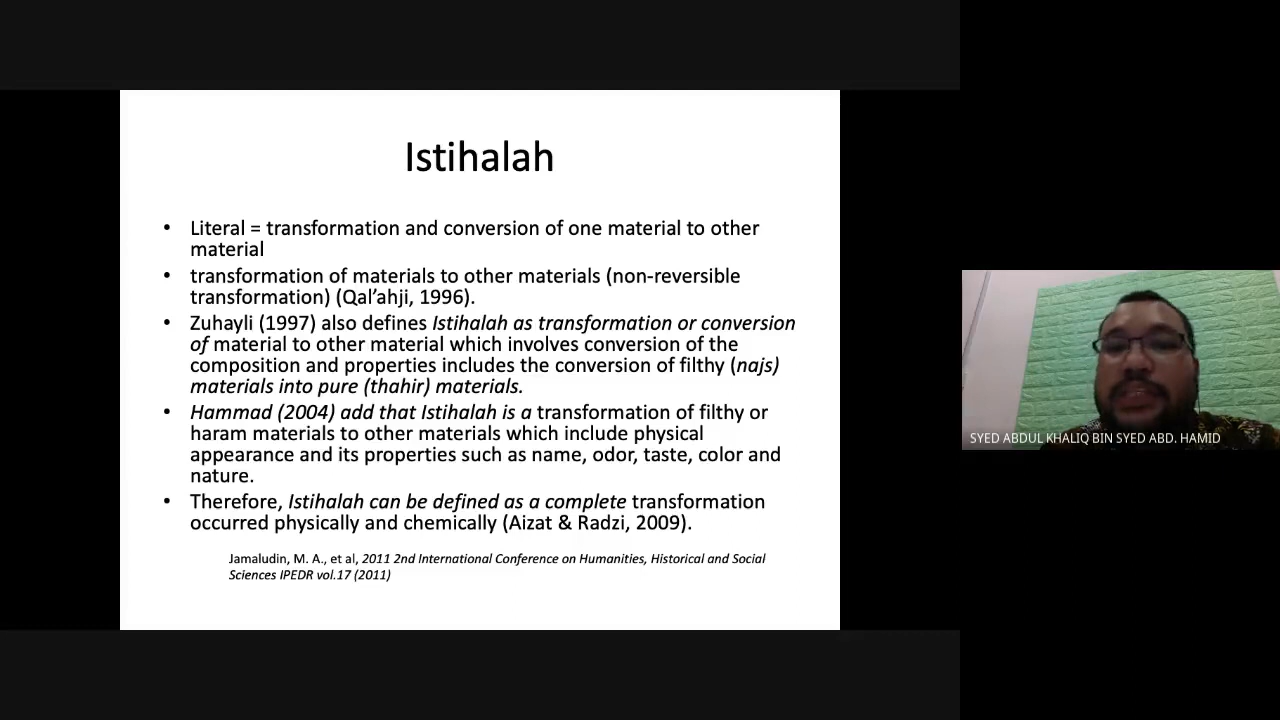 Istihalah
• Literal = transformation and conversion of one material to other
material
• transformation of materials to other materials (non-reversible
transformation) (Qal’ahji, 1996).
• Zuhayli (1997) also defines Istihalah as transformation or conversion
of material to other material which involves conversion of the
composition and properties includes the conversion of filthy (najs)
materials into pure (thahir) materials.
• Hammad (2004) add that Istihalah is a transformation of filthy or
haram materials to other materials which include physical
appearance and its properties such as name, odor, taste, color and
nature.
• Therefore, Istihalah can be defined as a complete transformation
occurred physically and chemically (Aizat & Radzi, 2009).
Jamaludin, M. A., et al, 2011 2nd International Conference on Humanities, Historical and Social
Sciences IPEDR vol.17 (2011)
SYED ABDUL KHALIQ BIN SYED ABD. HAMID